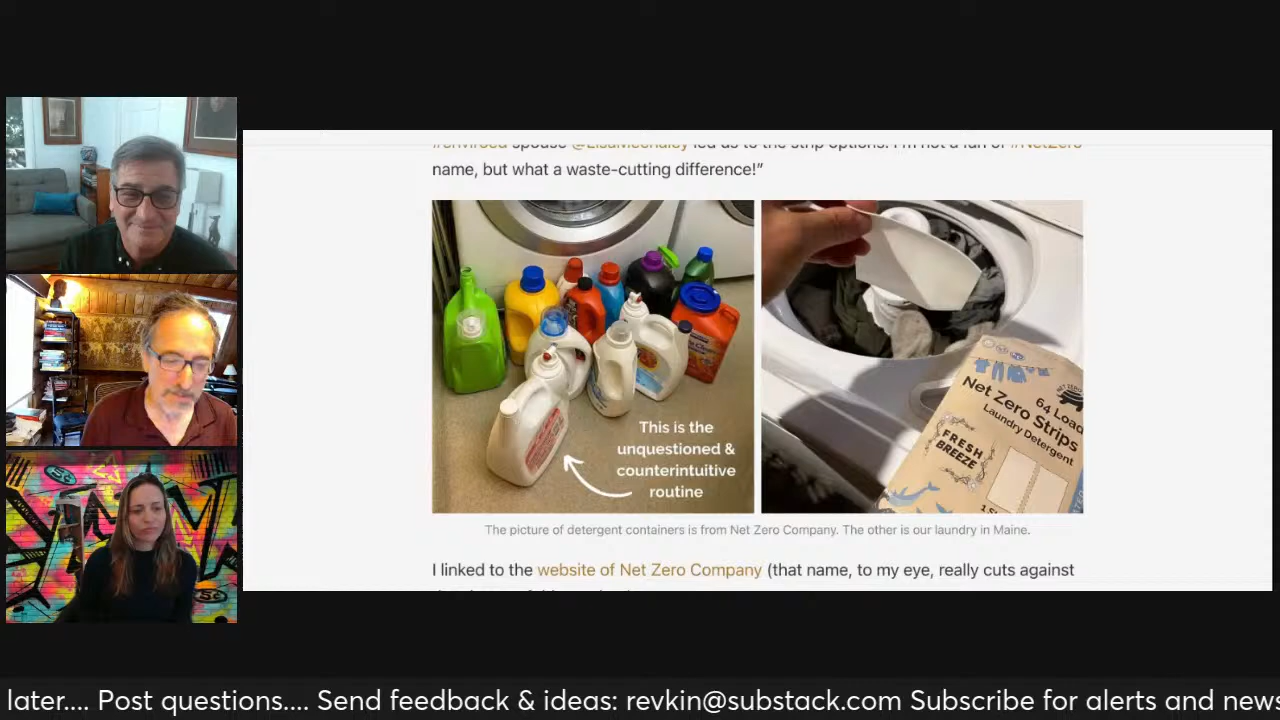 name, but what a waste-cutting difference!”
This is the
unquestioned &
counterintuitive
routine
64 Load
Net Zero Strips
Laundry Detergent
FRESH
BREEZE
The picture of detergent containers is from Net Zero Company. The other is our laundry in Maine.
I linked to the website of Net Zero Company (that name, to my eye, really cuts against
later.... Post questions.... Send feedback & ideas: revkin@substack.com Subscribe for alerts and news